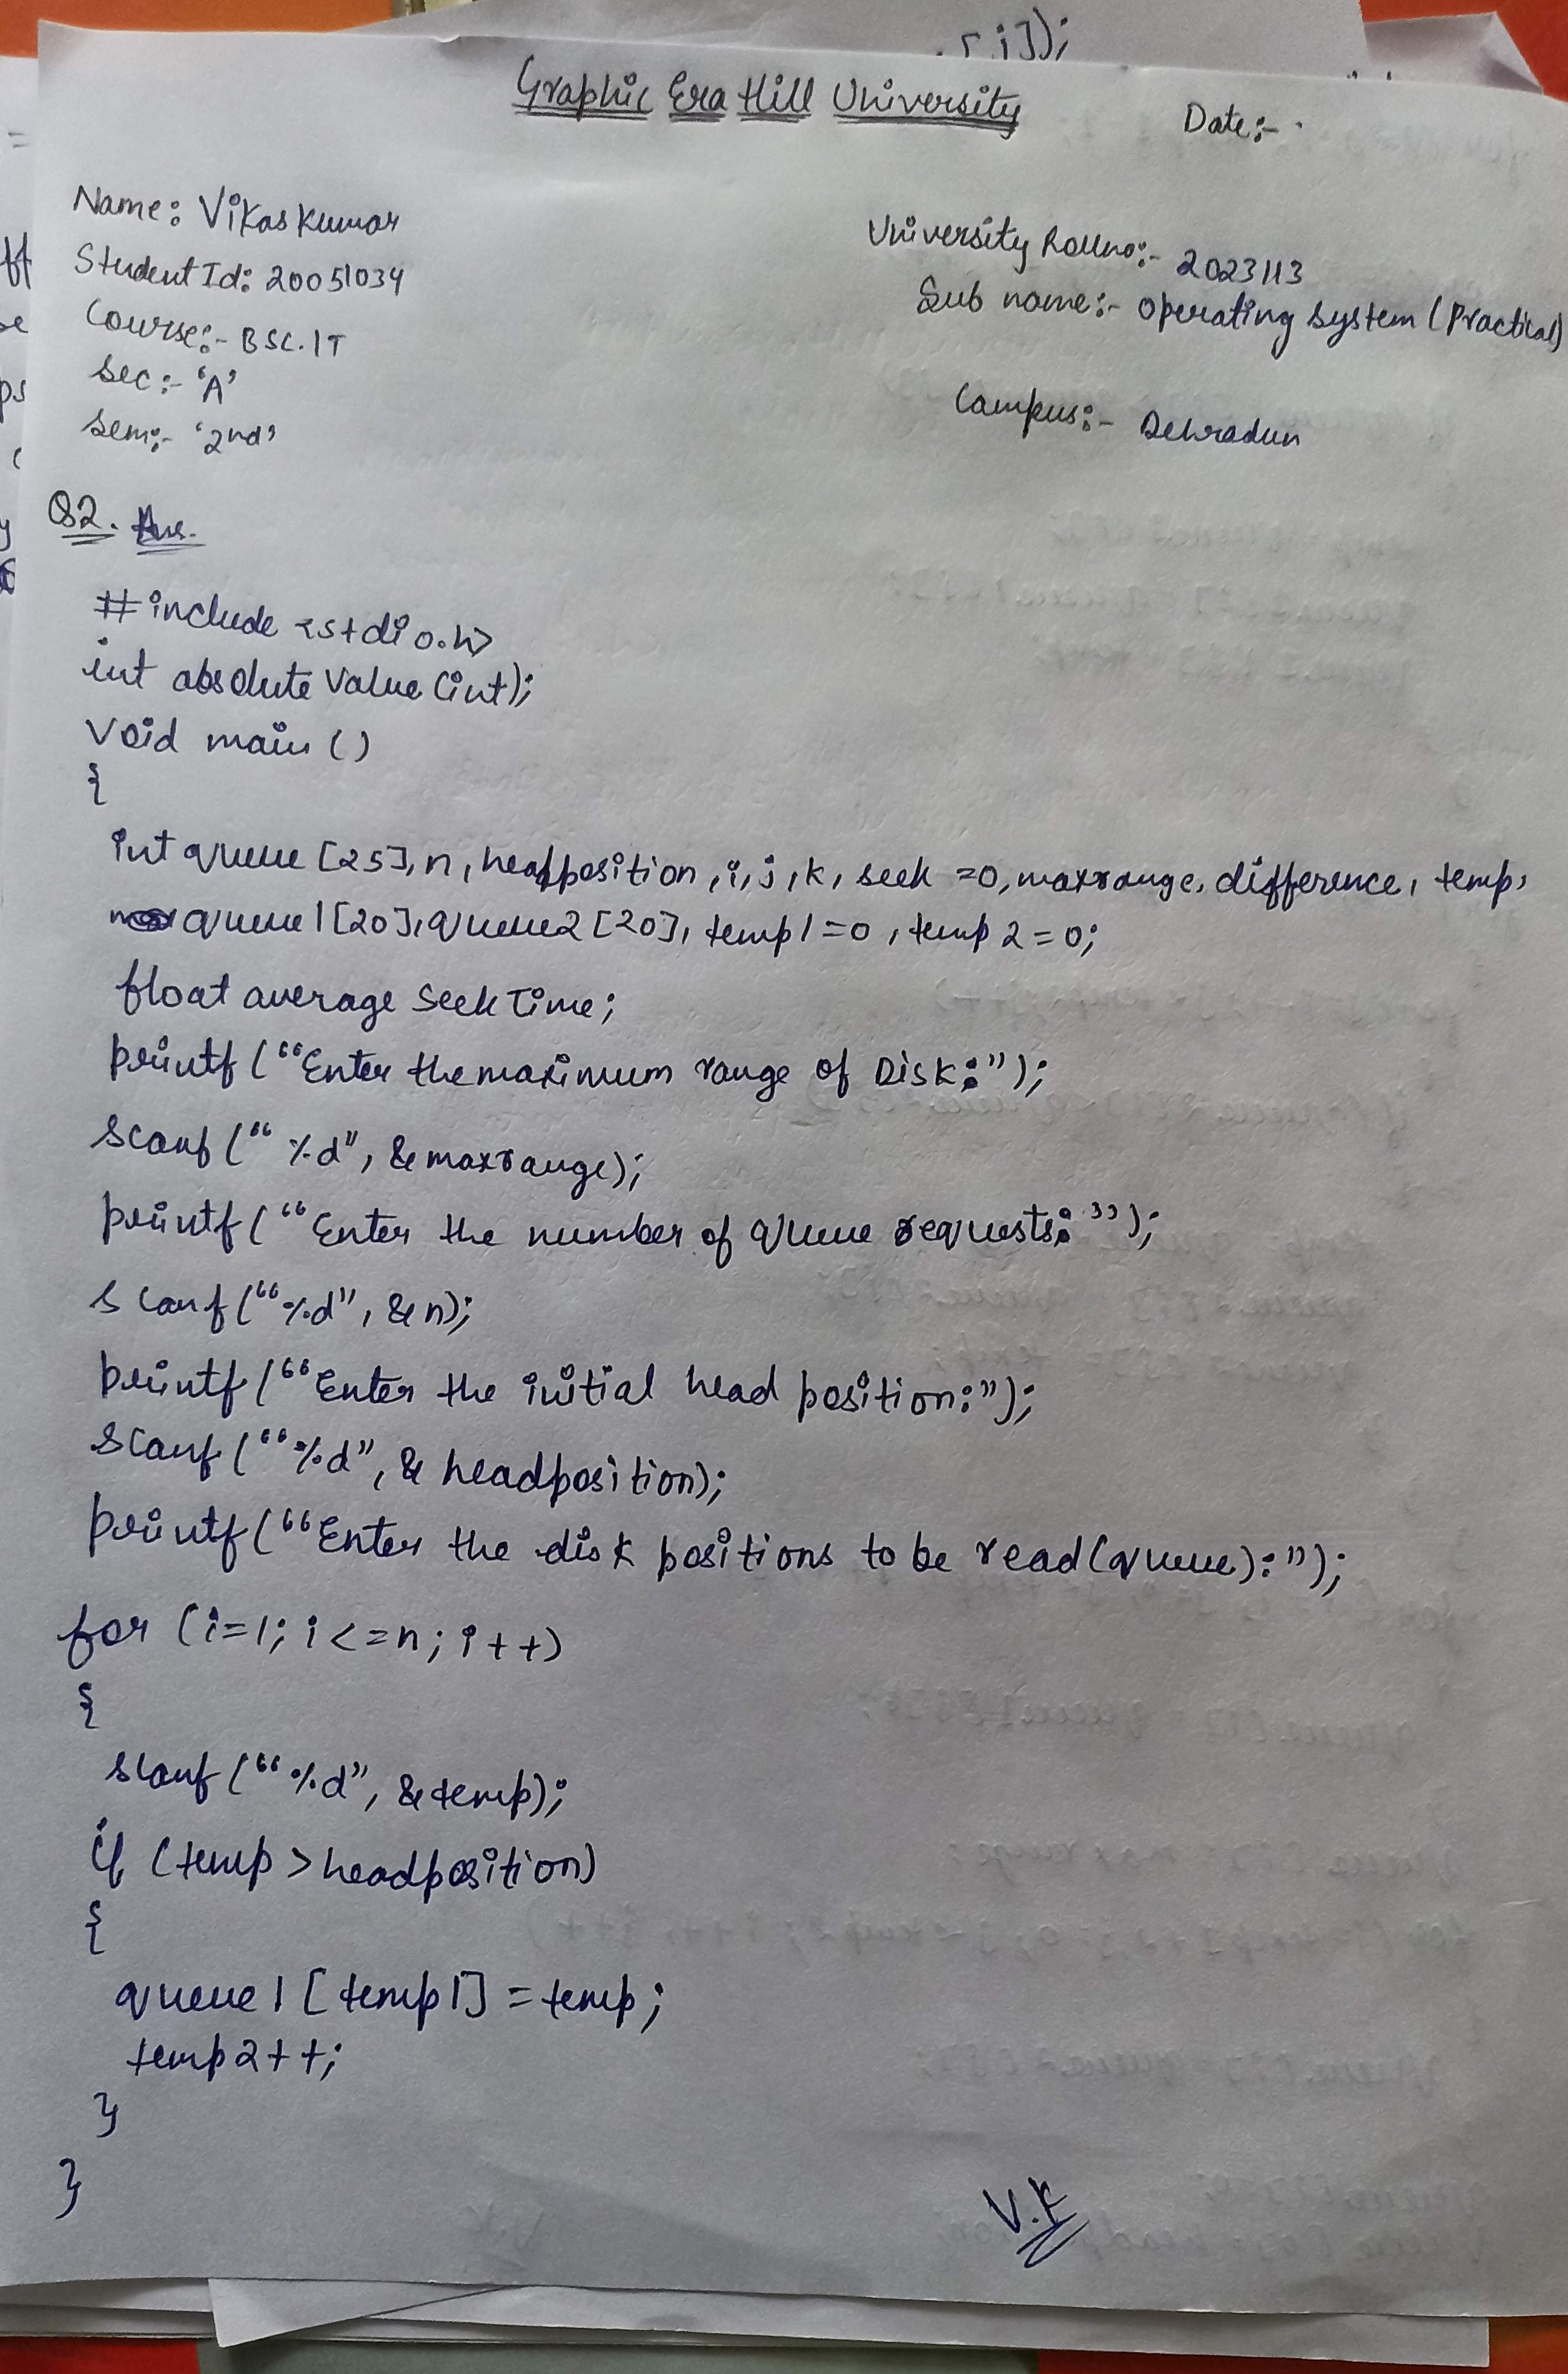 r i]);
Graphic Era Hill University
Date:-
Name: Vikas Kumar
University Rollno:- 2023113
Student Id: 20051034
Sub name:- Operating System (Practical)
Course:- BSC.IT
Sec:- 'A'
Campus:- Dehradun
Sem:- '2nd'
Q2. Ans.
#include <stdio.h>
int absolute Value (int);
Void main ()
{
int queue [25], n, headposition, i, j, k, seek =0, maxrange, difference, temp,
queue1[20], queue2 [20], temp1=0, temp2=0;
float average Seek Time;
printf ("Enter the maximum range of Disk:");
Scanf ("%d", &maxrange);
printf ("Enter the number of queue requests:");
Scanf ("%d", &n);
printf ("Enter the initial head position:");
Scanf ("%d", & headposition);
printf ("Enter the disk positions to be read(queue):");
for (i=1; i<=n; i++)
{
Scanf ("%d", &temp);
if (temp > headposition)
{
queue1 [temp1] = temp;
temp2++;
}
}
V.K